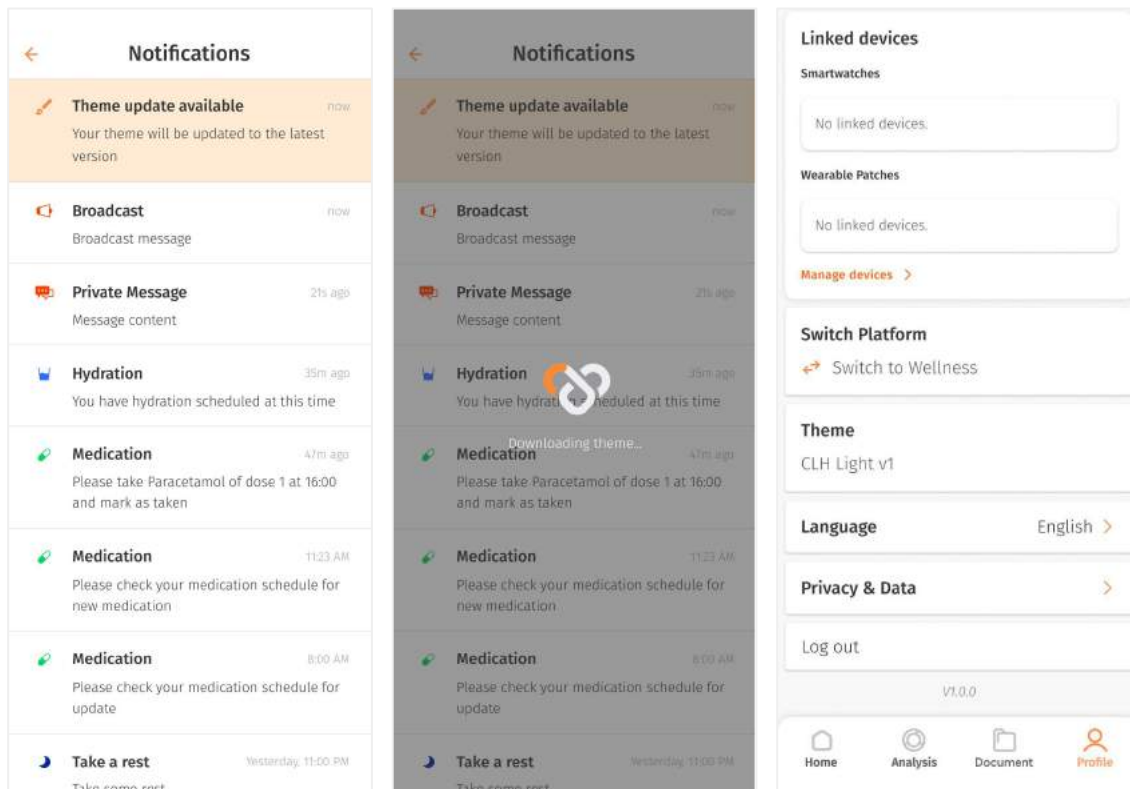 Notifications
Theme update available now
Your theme will be updated to the latest
version
Broadcast now
Broadcast message
Private Message 21s ago
Message content
Hydration 35m ago
You have hydration scheduled at this time
Medication 47m ago
Please take Paracetamol of dose 1 at 16:00
and mark as taken
Medication 11:23 AM
Please check your medication schedule for
new medication
Medication 8:00 AM
Please check your medication schedule for
update
Take a rest Yesterday, 11:00 PM
Take some rest
Notifications
Theme update available now
Your theme will be updated to the latest
version
Broadcast now
Broadcast message
Private Message 21s ago
Message content
Hydration 35m ago
You have hydration scheduled at this time
Downloading theme...
Medication 47m ago
Please take Paracetamol of dose 1 at 16:00
and mark as taken
Medication 11:23 AM
Please check your medication schedule for
new medication
Medication 8:00 AM
Please check your medication schedule for
update
Take a rest Yesterday, 11:00 PM
Take some rest
Linked devices
Smartwatches
No linked devices.
Wearable Patches
No linked devices.
Manage devices >
Switch Platform
Switch to Wellness
Theme
CLH Light v1
Language English >
Privacy & Data >
Log out
V1.0.0
Home Analysis Document Profile